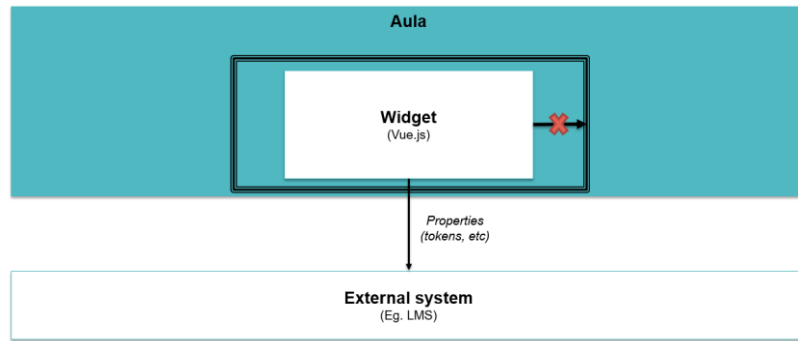 Aula
Widget
(Vue.js)
Properties
(tokens, etc)
External system
(Eg. LMS)